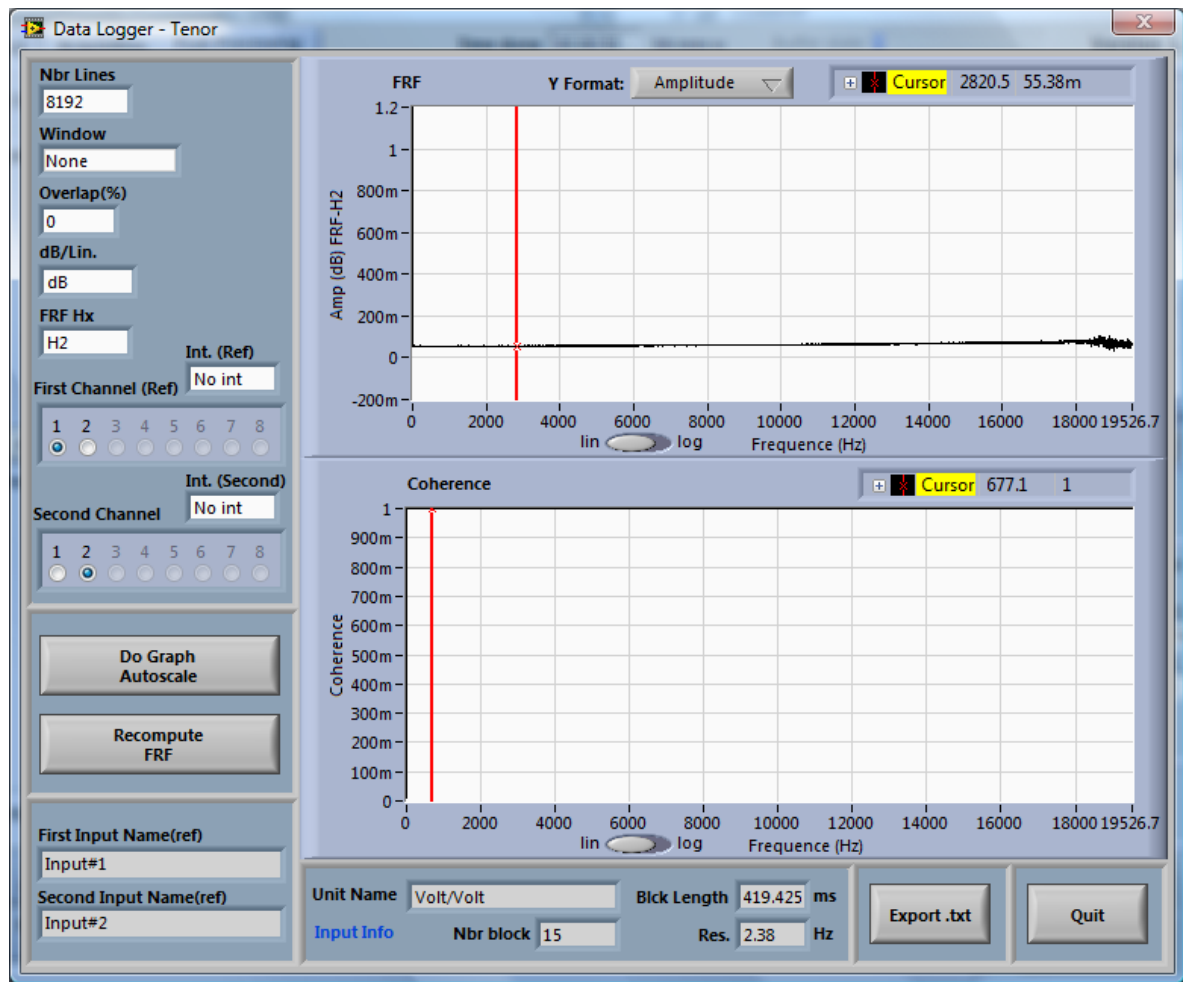 Data Logger - Tenor
Nbr Lines
8192
Window
None
Overlap(%)
0
dB/Lin.
dB
FRF Hx
H2
Int. (Ref)
No int
First Channel (Ref)
1 2 3 4 5 6 7 8
Int. (Second)
No int
Second Channel
1 2 3 4 5 6 7 8
Do Graph
Autoscale
Recompute
FRF
First Input Name(ref)
Input#1
Second Input Name(ref)
Input#2
FRF
Y Format: Amplitude
Cursor 2820.5 55.38m
Amp (dB) FRF-H2
1.2
1
800m
600m
400m
200m
0
-200m
0 2000 4000 6000 8000 10000 12000 14000 16000 18000 19526.7
lin log Frequence (Hz)
Coherence
Cursor 677.1 1
Coherence
1
900m
800m
700m
600m
500m
400m
300m
200m
100m
0
0 2000 4000 6000 8000 10000 12000 14000 16000 18000 19526.7
lin log Frequence (Hz)
Unit Name Volt/Volt Blck Length 419.425 ms
Input Info Nbr block 15 Res. 2.38 Hz
Export .txt
Quit